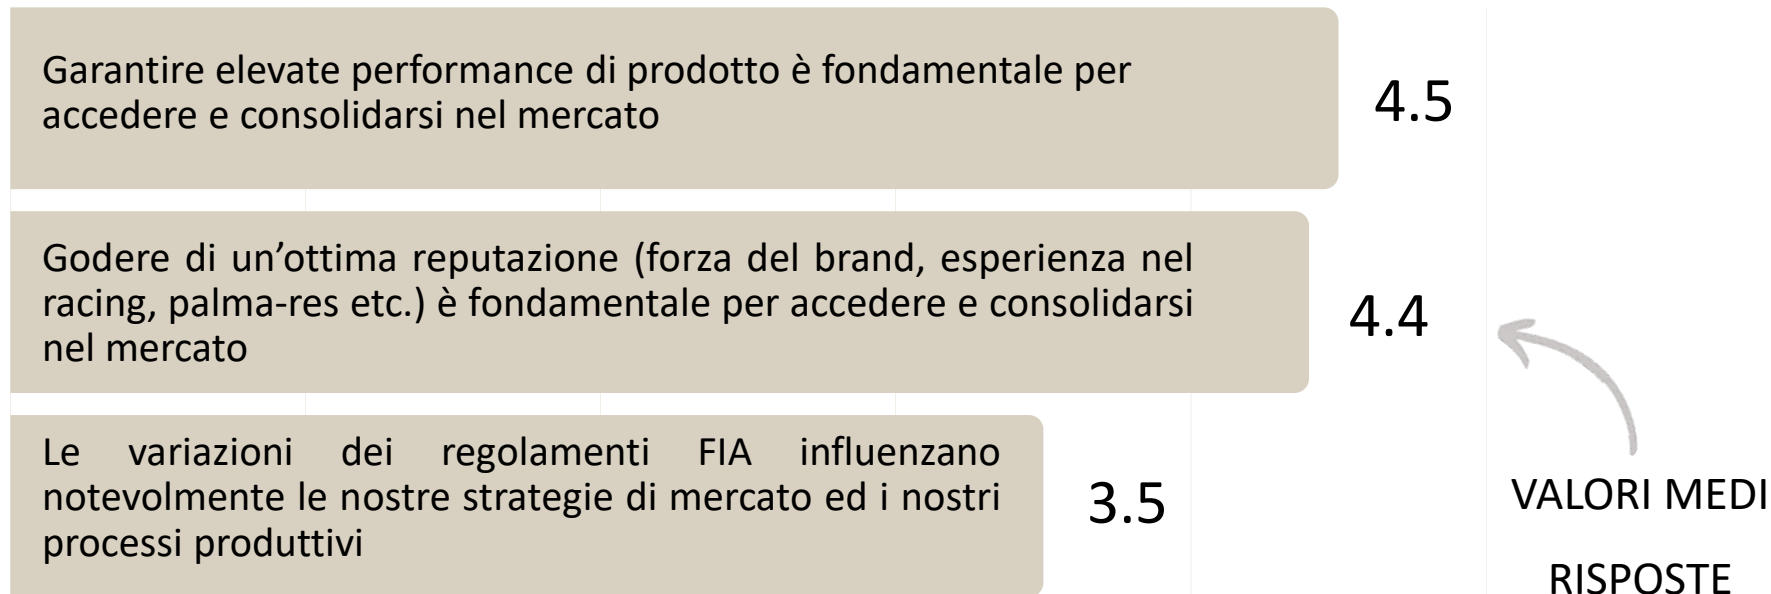 Garantire elevate performance di prodotto è fondamentale per
accedere e consolidarsi nel mercato
4.5
Godere di un’ottima reputazione (forza del brand, esperienza nel
racing, palma-res etc.) è fondamentale per accedere e consolidarsi
nel mercato
4.4
Le variazioni dei regolamenti FIA influenzano
notevolmente le nostre strategie di mercato ed i nostri
processi produttivi
3.5
VALORI MEDI
RISPOSTE